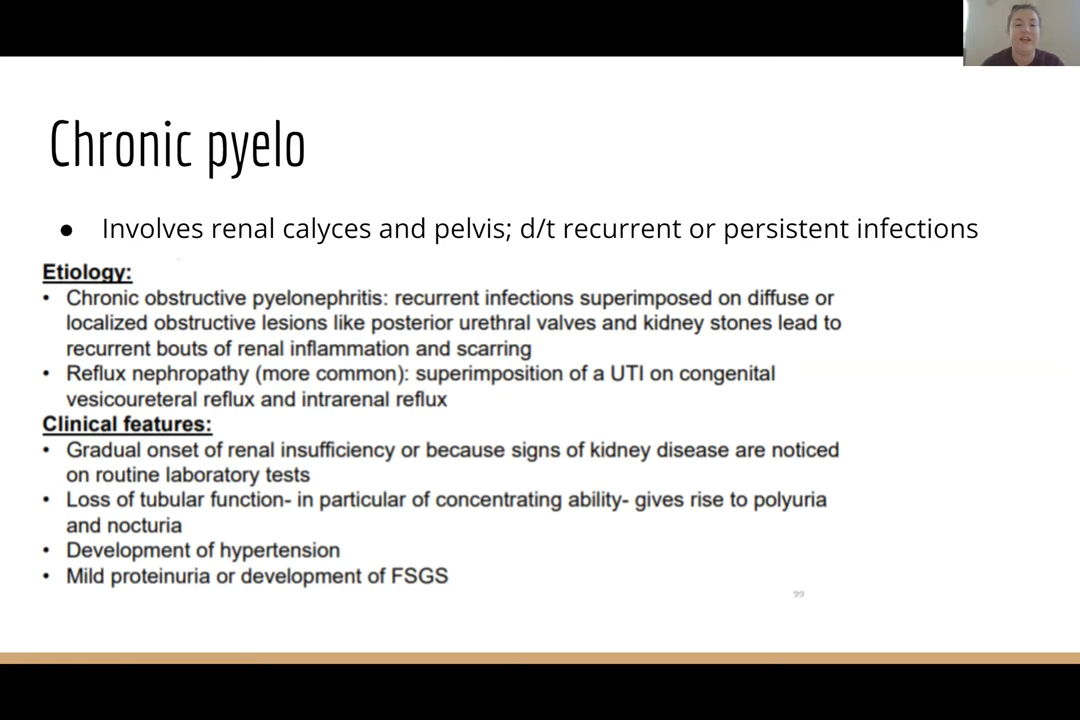 Chronic pyelo
● Involves renal calyces and pelvis; d/t recurrent or persistent infections
Etiology:
• Chronic obstructive pyelonephritis: recurrent infections superimposed on diffuse or
localized obstructive lesions like posterior urethral valves and kidney stones lead to
recurrent bouts of renal inflammation and scarring
• Reflux nephropathy (more common): superimposition of a UTI on congenital
vesicoureteral reflux and intrarenal reflux
Clinical features:
• Gradual onset of renal insufficiency or because signs of kidney disease are noticed
on routine laboratory tests
• Loss of tubular function- in particular of concentrating ability- gives rise to polyuria
and nocturia
• Development of hypertension
• Mild proteinuria or development of FSGS